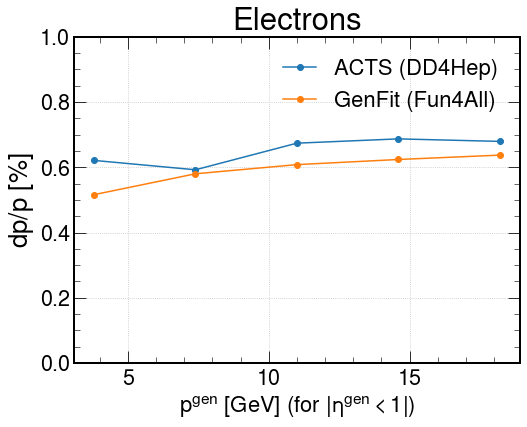 Electrons
ACTS (DD4Hep)
GenFit (Fun4All)
dp/p [%]
1.0
0.8
0.6
0.4
0.2
0.0
5
10
15
p^gen [GeV] (for |η^gen < 1|)